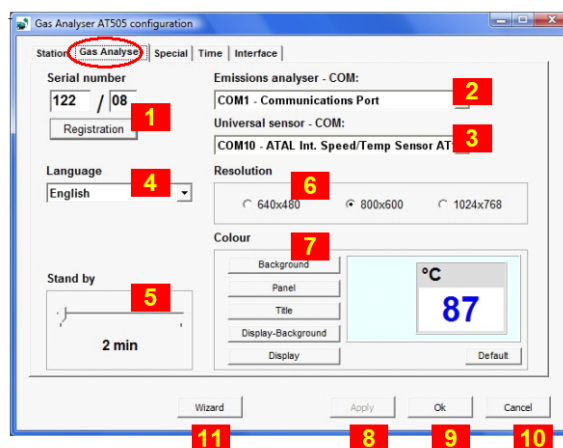 Gas Analyser AT505 configuration
Station Gas Analyse Special Time Interface
Serial number
122 / 08
1
Registration
Emissions analyser - COM:
COM1 - Communications Port
2
Universal sensor - COM:
COM10 - ATAL Int. Speed/Temp Sensor AT
3
Language
English
4
Resolution
6
640x480 800x600 1024x768
Stand by
5
2 min
Colour
7
Background
Panel
Title
Display-Background
Display
°C
87
Default
Wizard Apply Ok Cancel
11 8 9 10